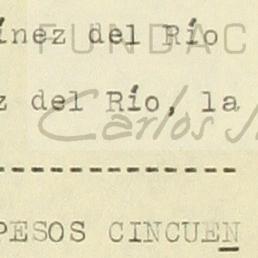 ínez del Río
FUNDAC
z del Río, la
Carlos
---------------
PESOS CINCUEN